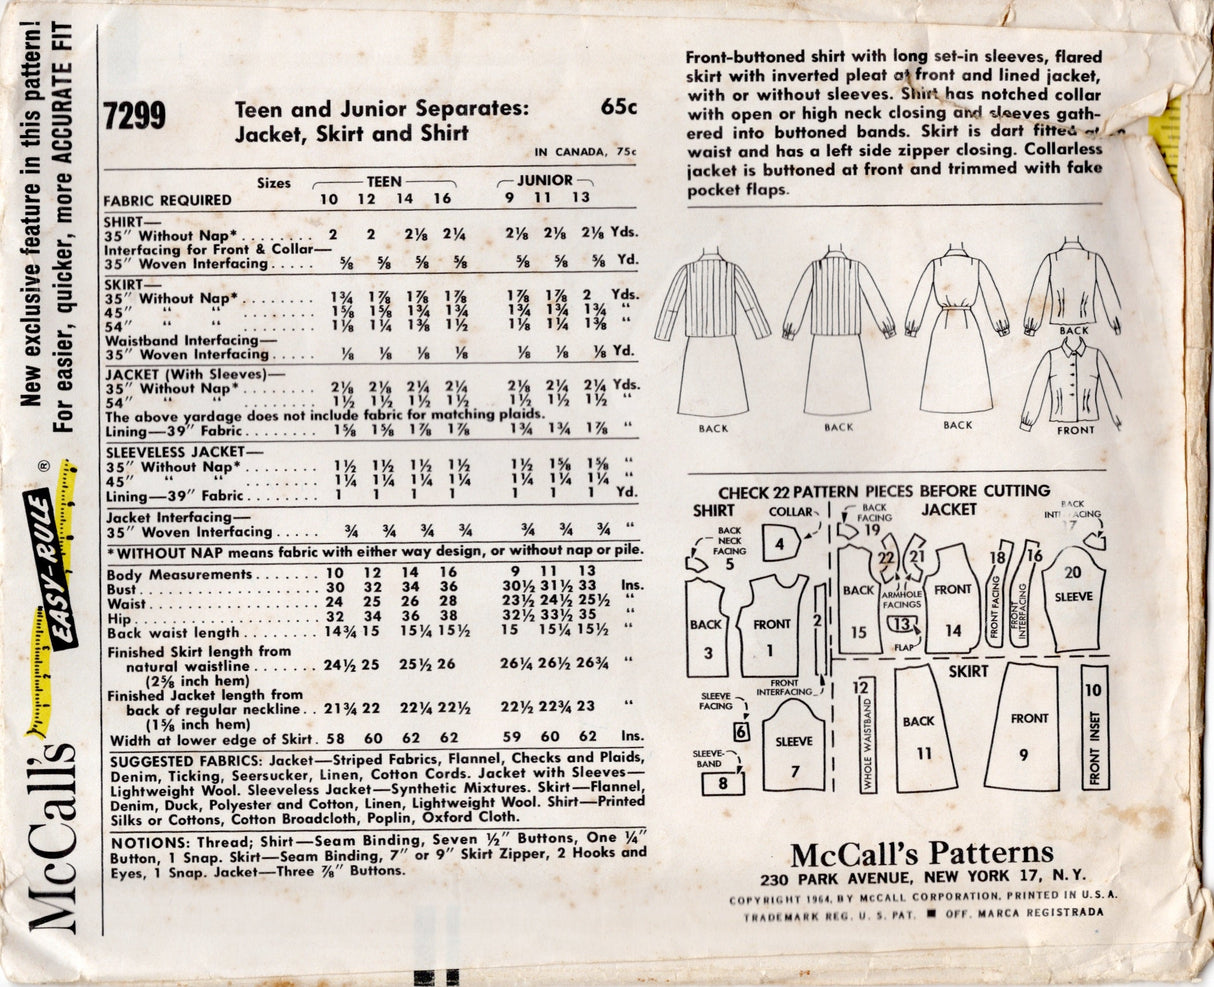 New exclusive feature in this pattern!
For easier, quicker, more ACCURATE FIT
EASY-RULE ®
1 2 3
McCall's
7299
Teen and Junior Separates: 65c
Jacket, Skirt and Shirt
IN CANADA, 75c
Sizes TEEN JUNIOR
FABRIC REQUIRED 10 12 14 16 9 11 13
SHIRT—
35″ Without Nap* . . . . . . . . 2 2 2⅛ 2¼ 2⅛ 2⅛ 2⅛ Yds.
Interfacing for Front & Collar—
35″ Woven Interfacing . . . . . ⅝ ⅝ ⅝ ⅝ ⅝ ⅝ ⅝ Yd.
SKIRT—
35″ Without Nap* . . . . . . . . 1¾ 1⅞ 1⅞ 1⅞ 1⅞ 1⅞ 2 Yds.
45″ “ “ 1⅝ 1⅝ 1¾ 1¾ 1¾ 1¾ 1¾ “
54″ “ “ 1⅛ 1¼ 1⅜ 1½ 1⅛ 1¼ 1⅜ “
Waistband Interfacing—
35″ Woven Interfacing . . . . . ⅛ ⅛ ⅛ ⅛ ⅛ ⅛ ⅛ Yd.
JACKET (With Sleeves)—
35″ Without Nap* . . . . . . . . 2⅛ 2⅛ 2¼ 2¼ 2⅛ 2¼ 2¼ Yds.
54″ “ “ 1½ 1½ 1½ 1½ 1½ 1½ 1½ “
The above yardage does not include fabric for matching plaids.
Lining—39″ Fabric . . . . . . . . 1⅝ 1⅝ 1⅞ 1⅞ 1¾ 1¾ 1⅞ “
SLEEVELESS JACKET—
35″ Without Nap* . . . . . . . . 1½ 1½ 1½ 1½ 1½ 1⅝ 1⅝ “
45″ “ “ 1¼ 1¼ 1¼ 1¼ 1¼ 1¼ 1¼ “
Lining—39″ Fabric . . . . . . . . 1 1 1 1 1 1 1 Yd.
Jacket Interfacing—
35″ Woven Interfacing . . . . . ¾ ¾ ¾ ¾ ¾ ¾ ¾ “
*WITHOUT NAP means fabric with either way design, or without nap or pile.
Body Measurements . . . . . . . 10 12 14 16 9 11 13
Bust . . . . . . . . 30 32 34 36 30½ 31½ 33 Ins.
Waist . . . . . . . . 24 25 26 28 23½ 24½ 25½ “
Hip . . . . . . . . 32 34 36 38 32½ 33½ 35 “
Back waist length . . . . . . . . 14¾ 15 15¼ 15½ 15 15¼ 15½ “
Finished Skirt length from
natural waistline . . . . . . . 24½ 25 25½ 26 26¼ 26½ 26¾ “
(2⅝ inch hem)
Finished Jacket length from
back of regular neckline . . 21¾ 22 22¼ 22½ 22½ 22¾ 23 “
(1⅝ inch hem)
Width at lower edge of Skirt . 58 60 62 62 59 60 62 Ins.
SUGGESTED FABRICS: Jacket—Striped Fabrics, Flannel, Checks and Plaids,
Denim, Ticking, Seersucker, Linen, Cotton Cords. Jacket with Sleeves—
Lightweight Wool. Sleeveless Jacket—Synthetic Mixtures. Skirt—Flannel,
Denim, Duck, Polyester and Cotton, Linen, Lightweight Wool. Shirt—Printed
Silks or Cottons, Cotton Broadcloth, Poplin, Oxford Cloth.
NOTIONS: Thread; Shirt—Seam Binding, Seven ½″ Buttons, One ¼″
Button, 1 Snap. Skirt—Seam Binding, 7″ or 9″ Skirt Zipper, 2 Hooks and
Eyes, 1 Snap. Jacket—Three ⅞″ Buttons.
Front-buttoned shirt with long set-in sleeves, flared
skirt with inverted pleat at front and lined jacket,
with or without sleeves. Shirt has notched collar
with open or high neck closing and sleeves gath-
ered into buttoned bands. Skirt is dart fitted at
waist and has a left side zipper closing. Collarless
jacket is buttoned at front and trimmed with fake
pocket flaps.
BACK
BACK
BACK
BACK
FRONT
CHECK 22 PATTERN PIECES BEFORE CUTTING
SHIRT
COLLAR
4
BACK
NECK
FACING
5
BACK
3
FRONT
1
2
FRONT
INTERFACING
SLEEVE
FACING
6
SLEEVE-
BAND
8
SLEEVE
7
JACKET
BACK
FACING
19
BACK
17
BACK
15
22
21
ARMHOLE
FACINGS
13
FLAP
FRONT
14
18
FRONT FACING
16
FRONT
INTERFACING
20
SLEEVE
SKIRT
12
WHOLE WAISTBAND
BACK
11
FRONT
9
10
FRONT INSET
McCall's Patterns
230 PARK AVENUE, NEW YORK 17, N.Y.
COPYRIGHT 1964, BY McCALL CORPORATION, PRINTED IN U.S.A.
TRADEMARK REG. U. S. PAT. ■ OFF. MARCA REGISTRADA